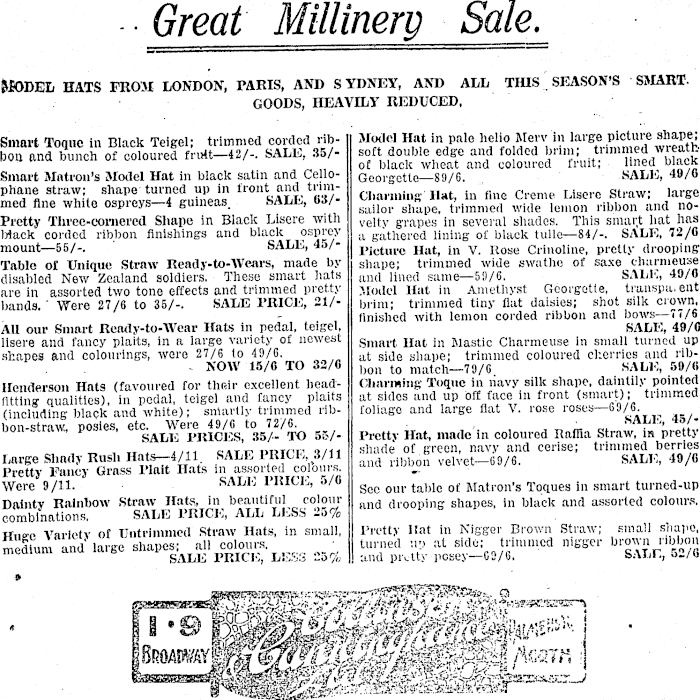 Great Millinery Sale.
MODEL HATS FROM LONDON, PARIS, AND SYDNEY, AND ALL THIS SEASON'S SMART
GOODS, HEAVILY REDUCED,
Smart Toque in Black Teigel; trimmed corded rib-
bon and bunch of coloured fruit—42/-. SALE, 35/-
Smart Matron's Model Hat in black satin and Cello-
phane straw; shape turned up in front and trim-
med fine white ospreys—4 guineas. SALE, 63/-
Pretty Three-cornered Shape in Black Lisere with
black corded ribbon finishings and black osprey
mount—55/-. SALE, 45/-
Table of Unique Straw Ready-to-Wears, made by
disabled New Zealand soldiers. These smart hats
are in assorted two tone effects and trimmed pretty
bands. Were 27/6 to 35/-. SALE PRICE, 21/-
All our Smart Ready-to-Wear Hats in pedal, teigel,
lisere and fancy plaits, in a large variety of newest
shapes and colourings, were 27/6 to 49/6.
NOW 15/6 TO 32/6
Henderson Hats (favoured for their excellent head-
fitting qualities), in pedal, teigel and fancy plaits
(including black and white); smartly trimmed rib-
bon-straw, posies, etc. Were 49/6 to 72/6.
SALE PRICES, 35/- TO 55/-
Large Shady Rush Hats—4/11. SALE PRICE, 3/11
Pretty Fancy Grass Plait Hats in assorted colours.
Were 9/11. SALE PRICE, 5/6
Dainty Rainbow Straw Hats, in beautiful colour
combinations. SALE PRICE, ALL LESS 25%
Huge Variety of Untrimmed Straw Hats, in small,
medium and large shapes; all colours.
SALE PRICE, LESS 25%
Model Hat in pale helio Merv in large picture shape;
soft double edge and folded brim; trimmed wreath
of black wheat and coloured fruit; lined black
Georgette—89/6. SALE, 49/6
Charming Hat, in fine Creme Lisere Straw; large
sailor shape, trimmed wide lemon ribbon and no-
velty grapes in several shades. This smart hat has
a gathered lining of black tulle—84/-. SALE, 72/6
Picture Hat, in V. Rose Crinoline, pretty drooping
shape; trimmed wide swathe of saxe charmeuse
and lined same—59/6. SALE, 49/6
Model Hat in Amethyst Georgette, transparent
brim; trimmed tiny flat daisies; shot silk crown,
finished with lemon corded ribbon and bows—77/6
SALE, 49/6
Smart Hat in Mastic Charmeuse in small turned up
at side shape; trimmed coloured cherries and rib-
bon to match—79/6. SALE, 59/6
Charming Toque in navy silk shape, daintily pointed
at sides and up off face in front (smart); trimmed
foliage and large flat V. rose roses—69/6.
SALE, 45/-
Pretty Hat, made in coloured Raffia Straw, in pretty
shade of green, navy and cerise; trimmed berries
and ribbon velvet—69/6. SALE, 49/6
See our table of Matron's Toques in smart turned-up
and drooping shapes, in black and assorted colours.
Pretty Hat in Nigger Brown Straw; small shape,
turned up at side; trimmed nigger brown ribbon
and pretty posey—69/6. SALE, 52/6
1-9
BROADWAY
Collinson
Cunninghame
PALMERSTON
NORTH